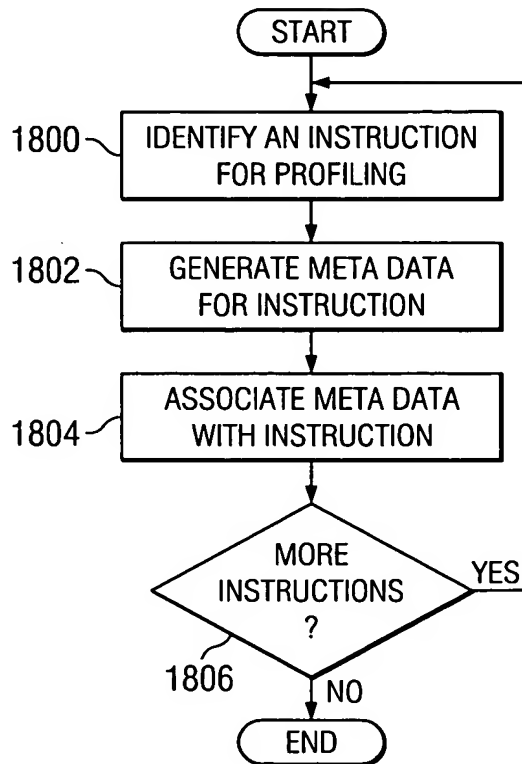 START
1800
IDENTIFY AN INSTRUCTION
FOR PROFILING
1802
GENERATE META DATA
FOR INSTRUCTION
1804
ASSOCIATE META DATA
WITH INSTRUCTION
MORE
INSTRUCTIONS
?
YES
1806
NO
END